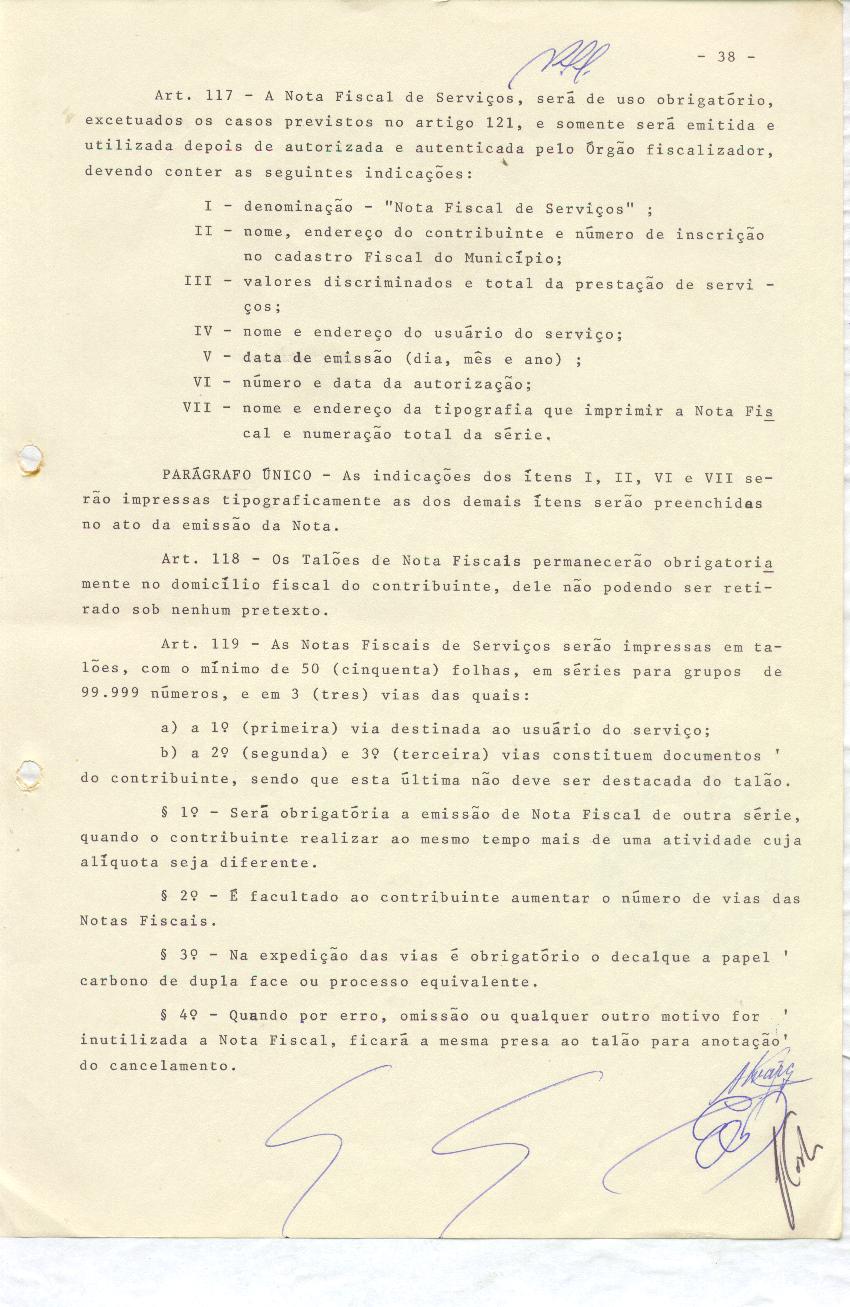 - 38 -
Art. 117 - A Nota Fiscal de Serviços, será de uso obrigatório,
excetuados os casos previstos no artigo 121, e somente será emitida e
utilizada depois de autorizada e autenticada pelo Órgão fiscalizador,
devendo conter as seguintes indicações:
I - denominação - "Nota Fiscal de Serviços" ;
II - nome, endereço do contribuinte e número de inscrição
no cadastro Fiscal do Município;
III - valores discriminados e total da prestação de servi -
ços;
IV - nome e endereço do usuário do serviço;
V - data de emissão (dia, mês e ano) ;
VI - número e data da autorização;
VII - nome e endereço da tipografia que imprimir a Nota Fis
cal e numeração total da série.
PARÁGRAFO ÚNICO - As indicações dos ítens I, II, VI e VII se-
rão impressas tipograficamente as dos demais ítens serão preenchidas
no ato da emissão da Nota.
Art. 118 - Os Talões de Nota Fiscais permanecerão obrigatoria
mente no domicílio fiscal do contribuinte, dele não podendo ser reti-
rado sob nenhum pretexto.
Art. 119 - As Notas Fiscais de Serviços serão impressas em ta-
lões, com o mínimo de 50 (cinquenta) folhas, em séries para grupos de
99.999 números, e em 3 (tres) vias das quais:
a) a 1º (primeira) via destinada ao usuário do serviço;
b) a 2º (segunda) e 3º (terceira) vias constituem documentos '
do contribuinte, sendo que esta última não deve ser destacada do talão.
§ 1º - Será obrigatória a emissão de Nota Fiscal de outra série,
quando o contribuinte realizar ao mesmo tempo mais de uma atividade cuja
alíquota seja diferente.
§ 2º - É facultado ao contribuinte aumentar o número de vias das
Notas Fiscais.
§ 3º - Na expedição das vias é obrigatório o decalque a papel '
carbono de dupla face ou processo equivalente.
§ 4º - Quando por erro, omissão ou qualquer outro motivo for '
inutilizada a Nota Fiscal, ficará a mesma presa ao talão para anotação'
do cancelamento.